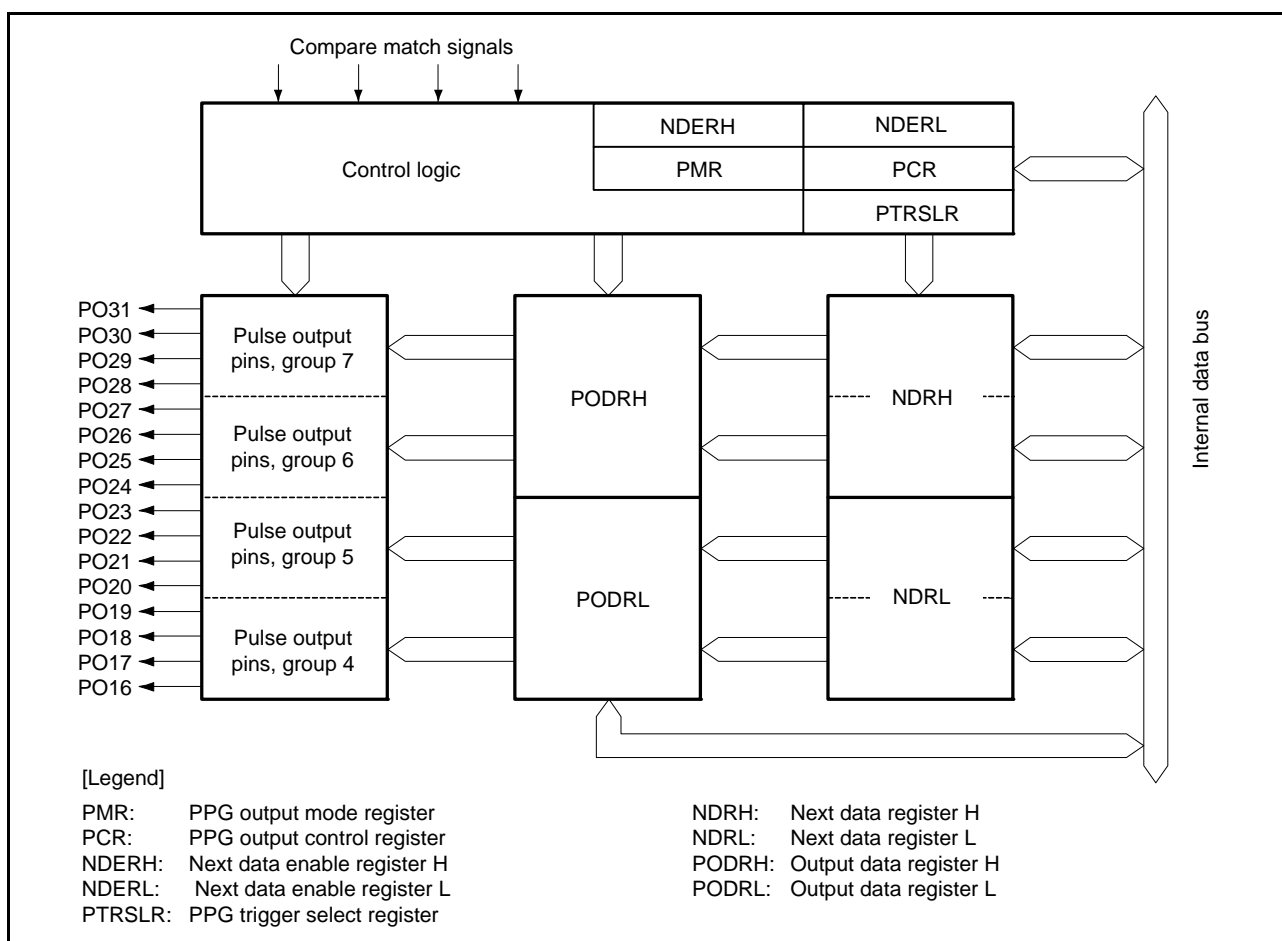 Compare match signals
Control logic
NDERH
NDERL
PMR
PCR
PTRSLR
PO31
PO30
PO29
PO28
PO27
PO26
PO25
PO24
PO23
PO22
PO21
PO20
PO19
PO18
PO17
PO16
Pulse output
pins, group 7
Pulse output
pins, group 6
Pulse output
pins, group 5
Pulse output
pins, group 4
PODRH
PODRL
NDRH
NDRL
Internal data bus
[Legend]
PMR: PPG output mode register
PCR: PPG output control register
NDERH: Next data enable register H
NDERL: Next data enable register L
PTRSLR: PPG trigger select register
NDRH: Next data register H
NDRL: Next data register L
PODRH: Output data register H
PODRL: Output data register L